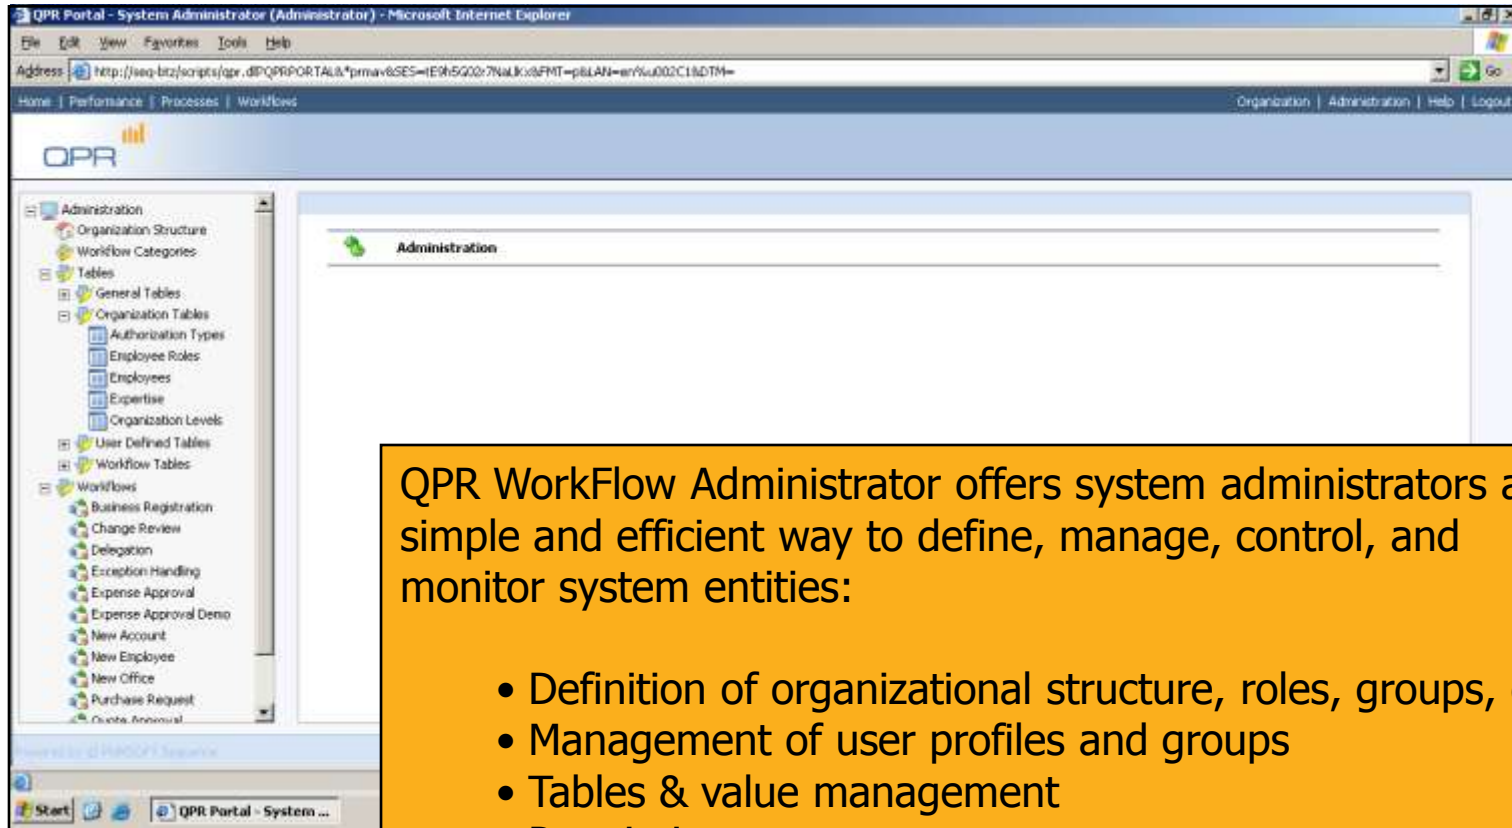 QPR Portal - System Administrator (Administrator) - Microsoft Internet Explorer
File Edit View Favorites Tools Help
Address
Go
Home | Performance | Processes | Workflows
Organization | Administration | Help | Logout
QPR
Administration
Organization Structure
Workflow Categories
Tables
General Tables
Organization Tables
Authorization Types
Employee Roles
Employees
Expertise
Organization Levels
User Defined Tables
Workflow Tables
Workflows
Business Registration
Change Review
Delegation
Exception Handling
Expense Approval
Expense Approval Demo
New Account
New Employee
New Office
Purchase Request
Quote Approval
Administration
QPR WorkFlow Administrator offers system administrators a
simple and efficient way to define, manage, control, and
monitor system entities:
• Definition of organizational structure, roles, groups,
• Management of user profiles and groups
• Tables & value management
Start
QPR Portal - System ...